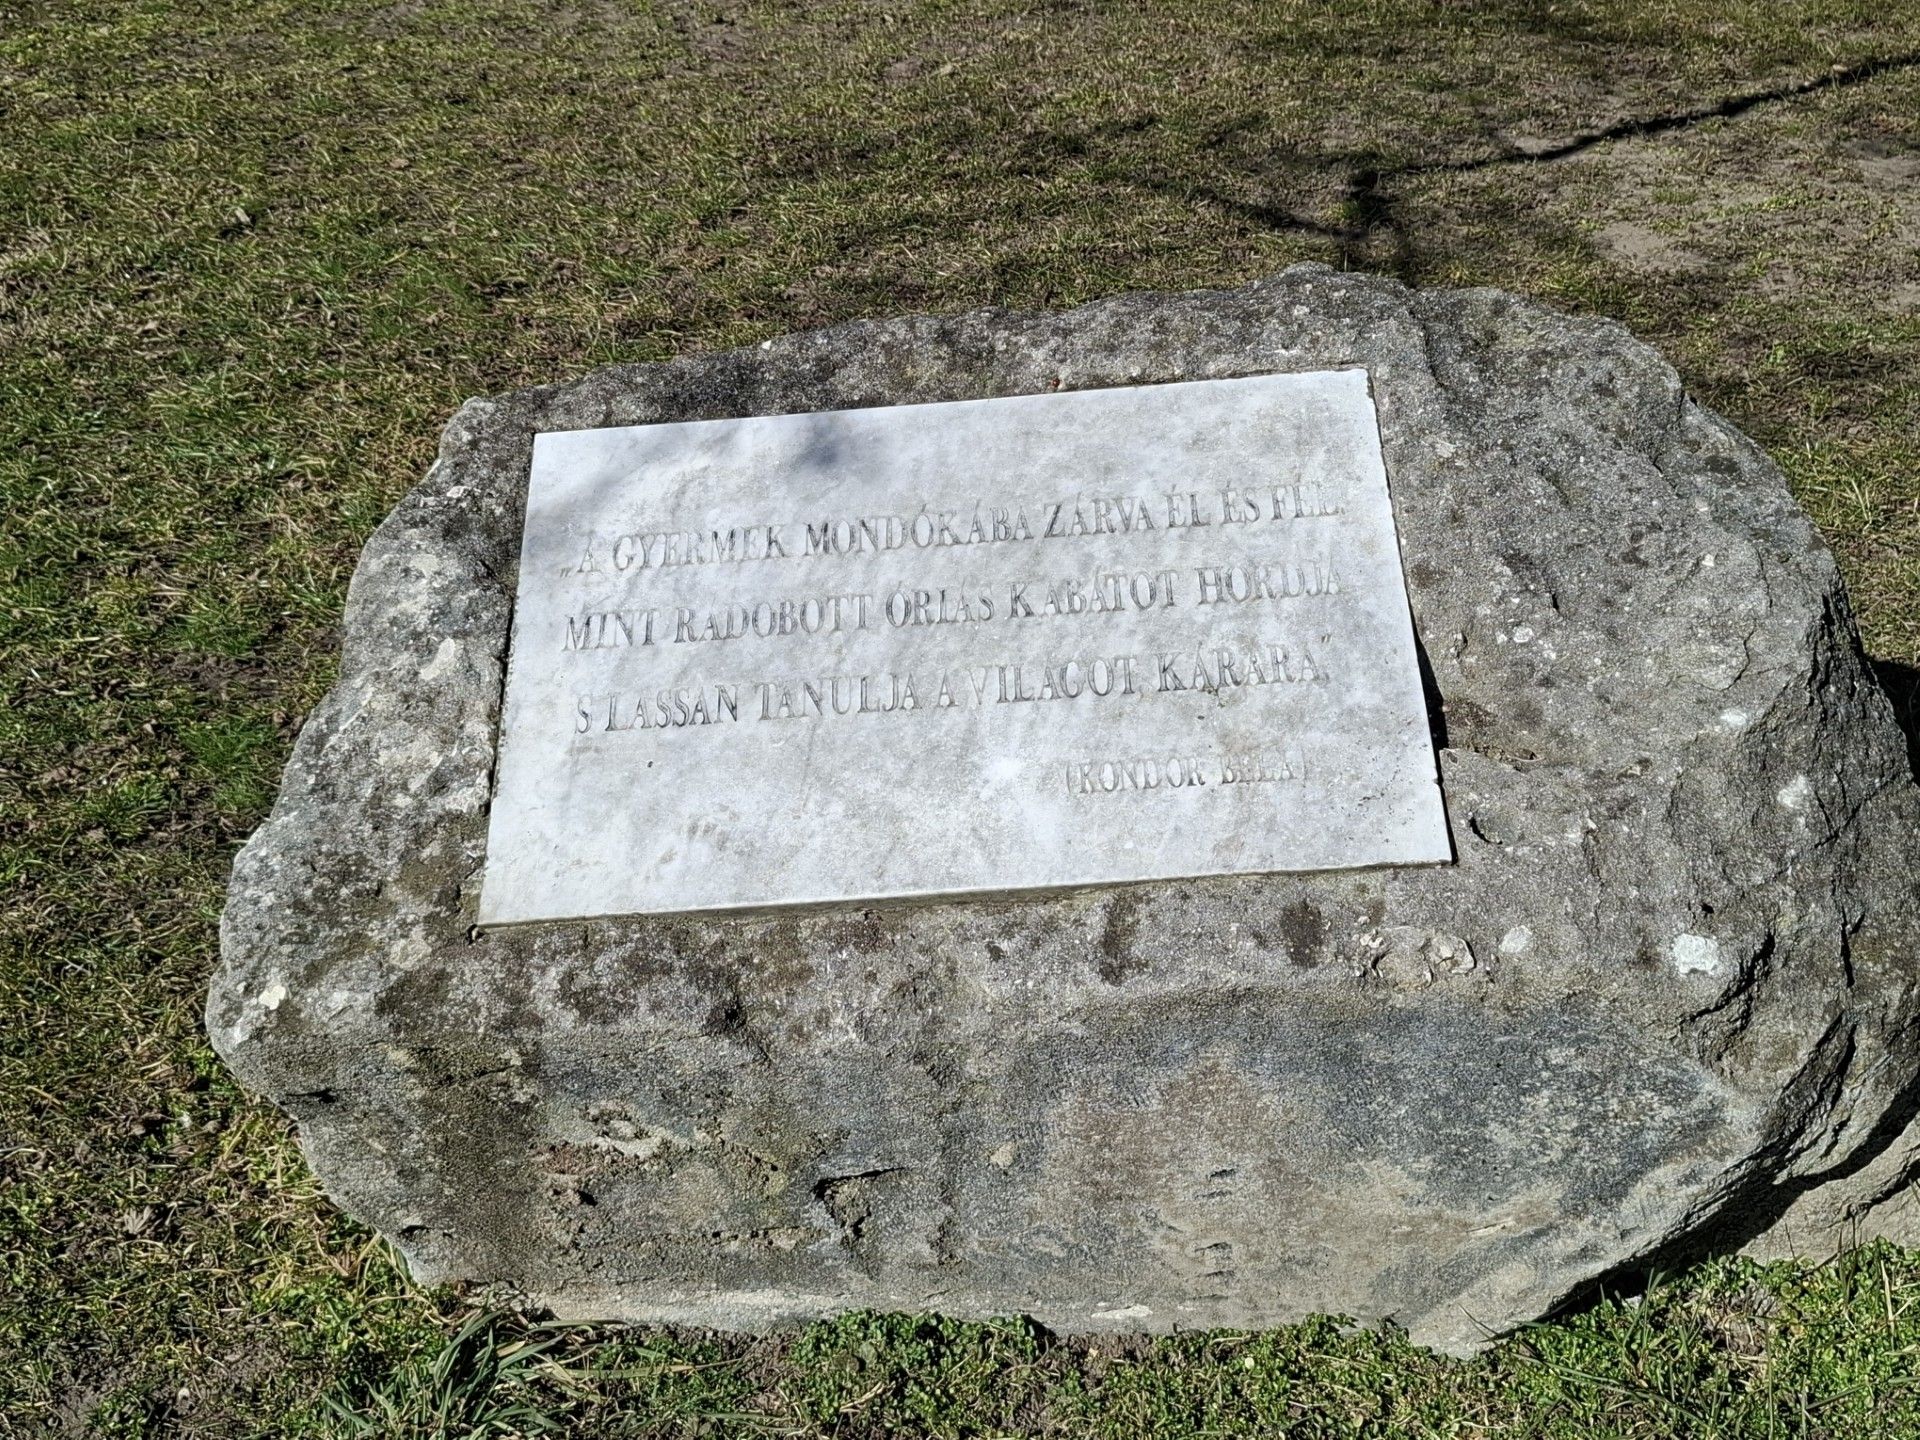 „A GYERMEK MONDÓKÁBA ZÁRVA ÉL ÉS FÉL.
MINT RÁDOBOTT ÓRIÁS KABÁTOT HORDJA
S LASSAN TANULJA A VILÁGOT, KÁRÁRA.”
(KONDOR BÉLA)